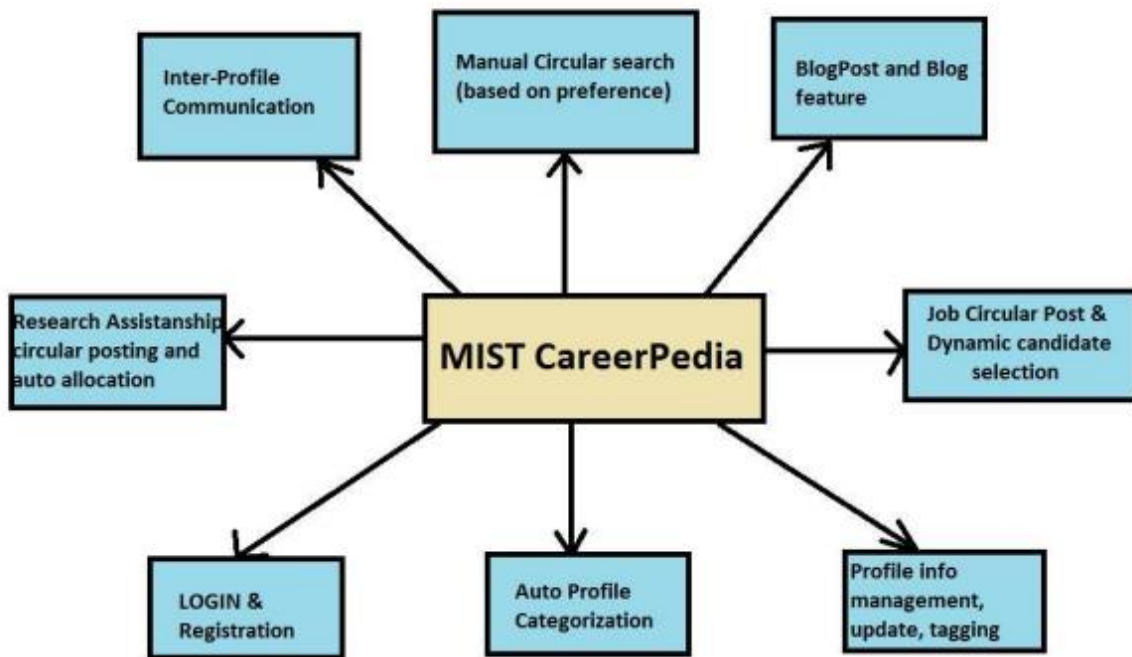 Inter-Profile
Communication
Manual Circular search
(based on preference)
BlogPost and Blog
feature
Research Assistanship
circular posting and
auto allocation
MIST CareerPedia
Job Circular Post &
Dynamic candidate
selection
LOGIN &
Registration
Auto Profile
Categorization
Profile info
management,
update, tagging